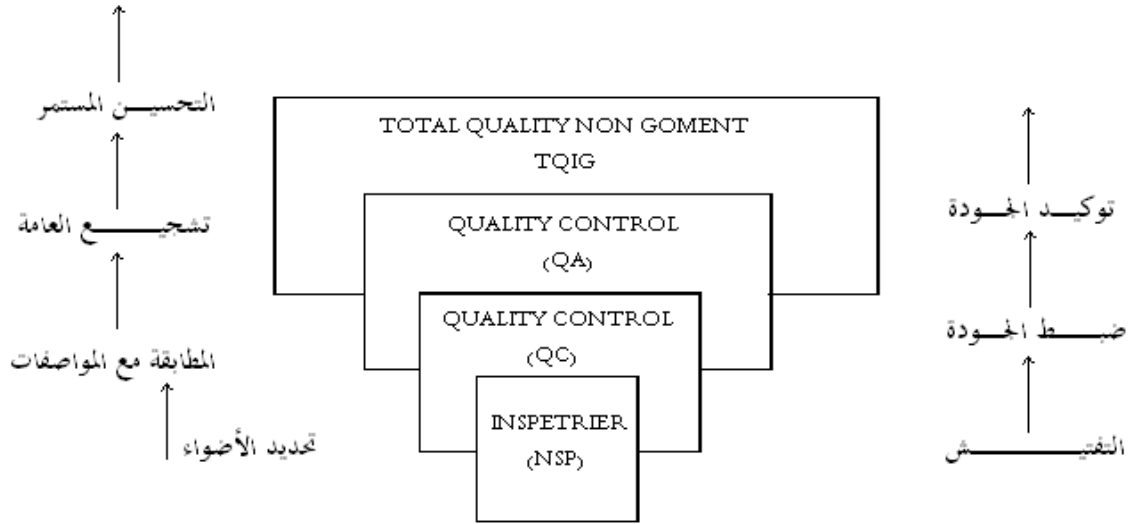 التحسين المستمر
تشجيع العامة
المطابقة مع المواصفات
تحديد الأضواء
TOTAL QUALITY NON GOMENT
TQIG
QUALITY CONTROL
(QA)
QUALITY CONTROL
(QC)
INSPETRIER
(NSP)
توكيد الجودة
ضبط الجودة
التفتيش